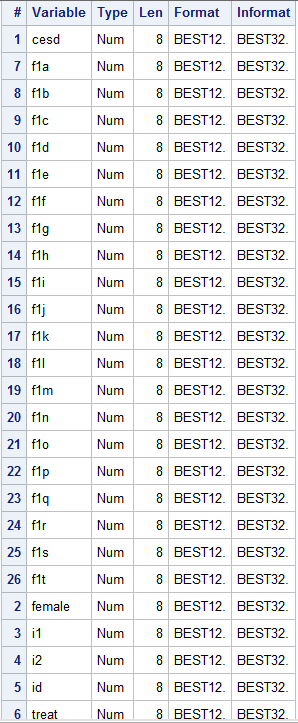 # Variable Type Len Format Informat
1 cesd Num 8 BEST12. BEST32.
7 f1a Num 8 BEST12. BEST32.
8 f1b Num 8 BEST12. BEST32.
9 f1c Num 8 BEST12. BEST32.
10 f1d Num 8 BEST12. BEST32.
11 f1e Num 8 BEST12. BEST32.
12 f1f Num 8 BEST12. BEST32.
13 f1g Num 8 BEST12. BEST32.
14 f1h Num 8 BEST12. BEST32.
15 f1i Num 8 BEST12. BEST32.
16 f1j Num 8 BEST12. BEST32.
17 f1k Num 8 BEST12. BEST32.
18 f1l Num 8 BEST12. BEST32.
19 f1m Num 8 BEST12. BEST32.
20 f1n Num 8 BEST12. BEST32.
21 f1o Num 8 BEST12. BEST32.
22 f1p Num 8 BEST12. BEST32.
23 f1q Num 8 BEST12. BEST32.
24 f1r Num 8 BEST12. BEST32.
25 f1s Num 8 BEST12. BEST32.
26 f1t Num 8 BEST12. BEST32.
2 female Num 8 BEST12. BEST32.
3 i1 Num 8 BEST12. BEST32.
4 i2 Num 8 BEST12. BEST32.
5 id Num 8 BEST12. BEST32.
6 treat Num 8 BEST12. BEST32.